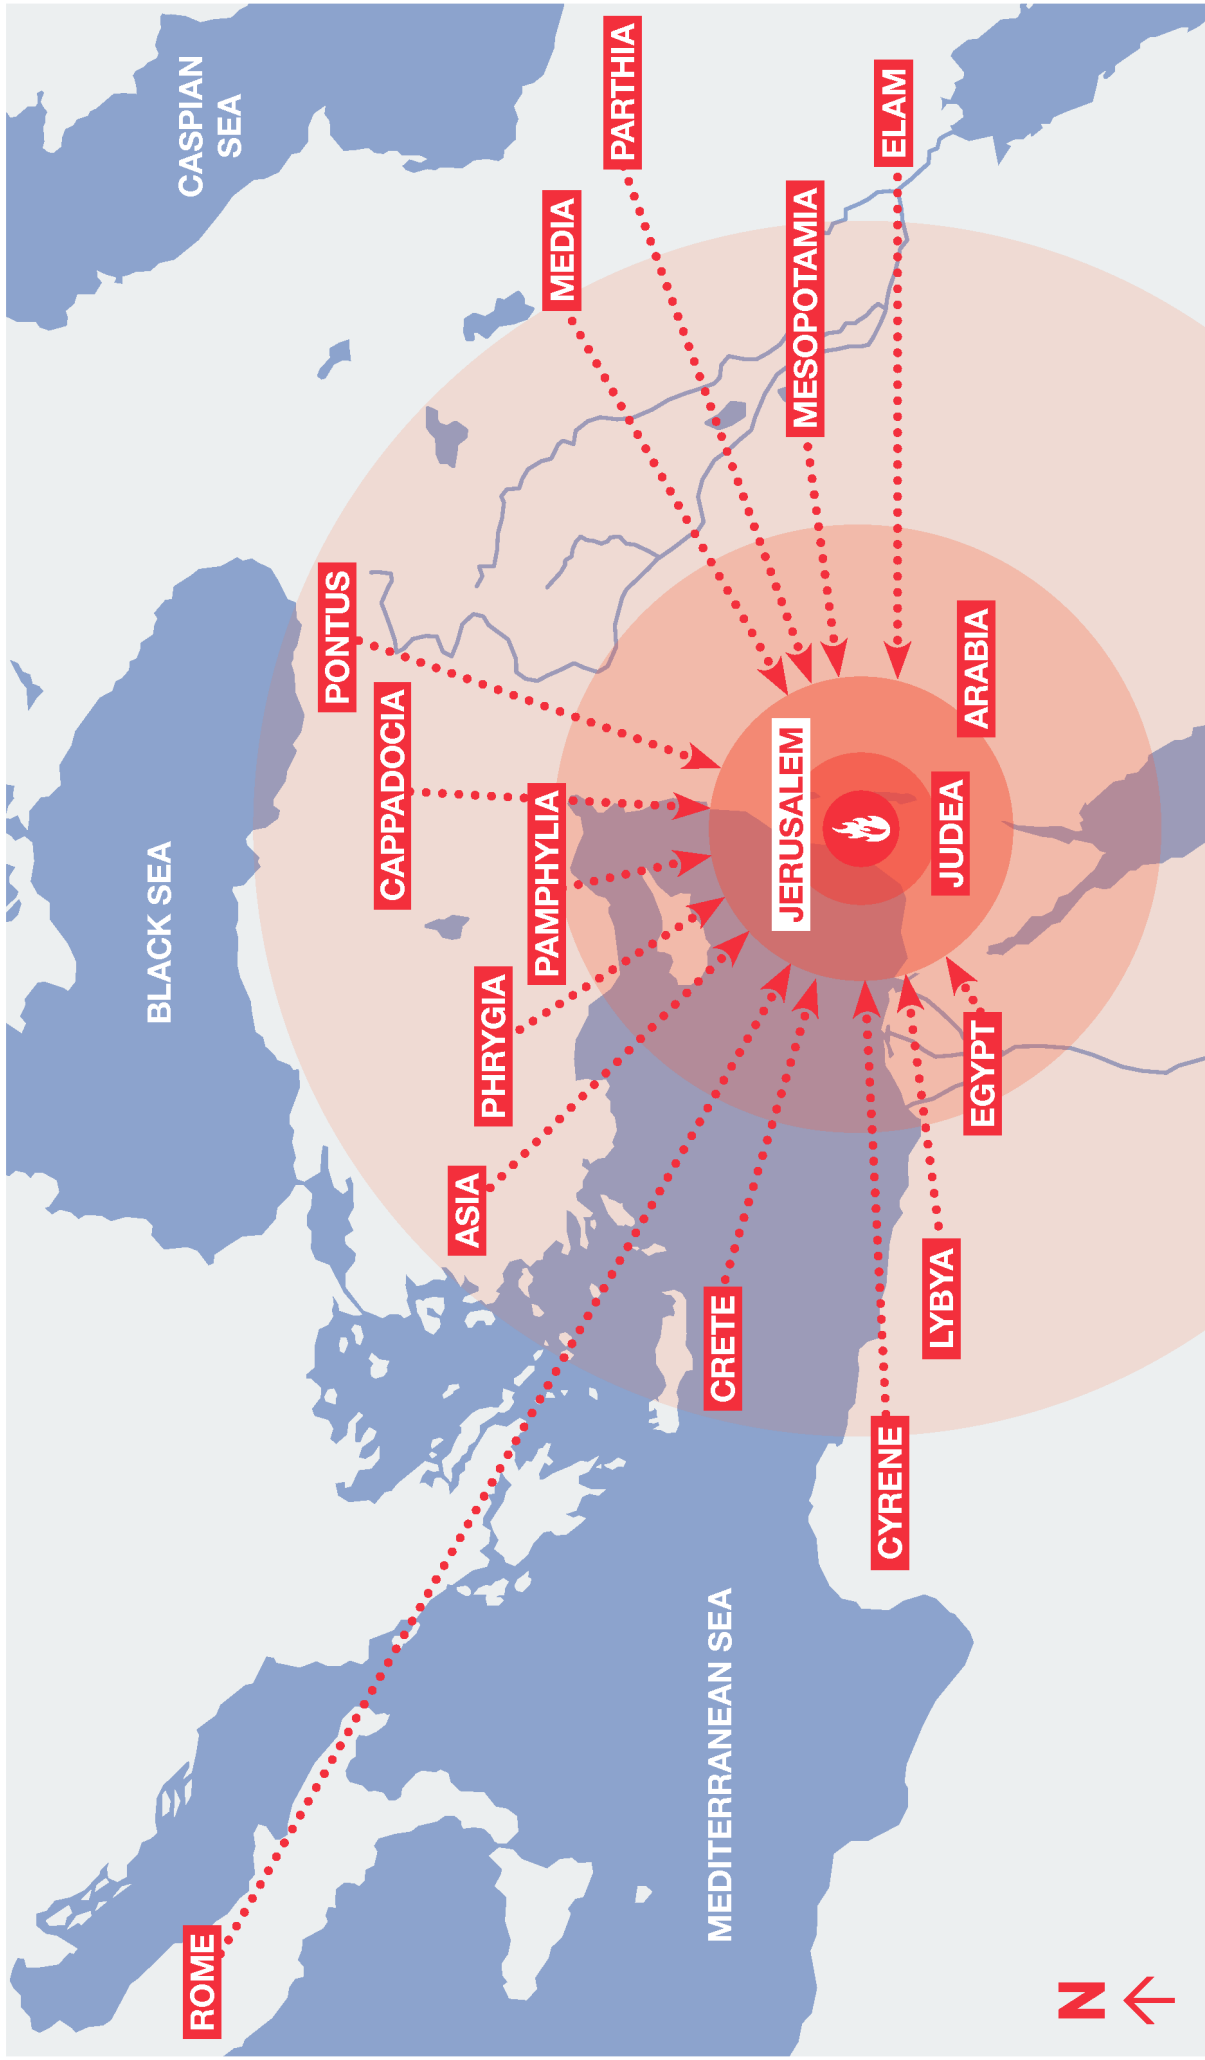 CASPIAN
SEA
BLACK SEA
PARTHIA
MEDIA
ELAM
MESOPOTAMIA
PONTUS
CAPPADOCIA
PAMPHYLIA
PHRYGIA
ASIA
ROME
JERUSALEM
ARABIA
JUDEA
EGYPT
CRETE
LYBYA
CYRENE
MEDITERRANEAN SEA
N